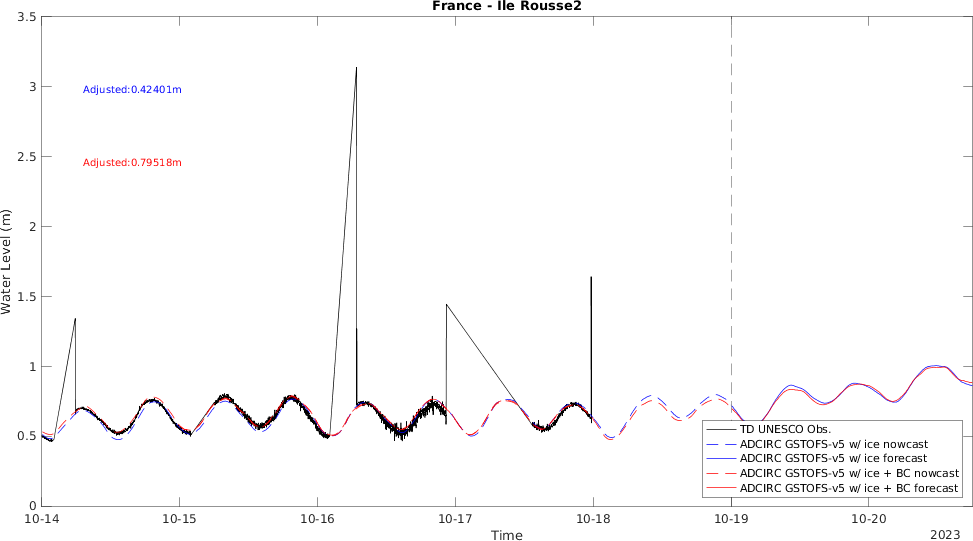 France - Ile Rousse2
3.5
3
2.5
2
1.5
1
0.5
0
Water Level (m)
Adjusted:0.42401m
Adjusted:0.79518m
TD UNESCO Obs.
ADCIRC GSTOFS-v5 w/ ice nowcast
ADCIRC GSTOFS-v5 w/ ice forecast
ADCIRC GSTOFS-v5 w/ ice + BC nowcast
ADCIRC GSTOFS-v5 w/ ice + BC forecast
10-14 10-15 10-16 10-17 10-18 10-19 10-20
Time
2023